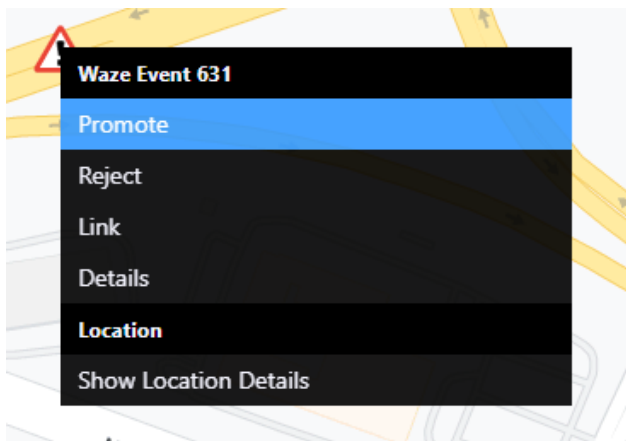 Waze Event 631
Promote
Reject
Link
Details
Location
Show Location Details